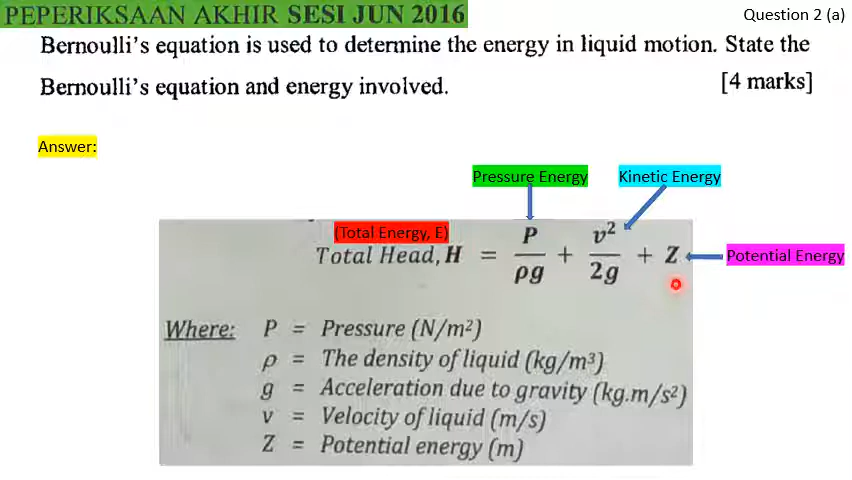 PEPERIKSAAN AKHIR SESI JUN 2016
Question 2 (a)
Bernoulli's equation is used to determine the energy in liquid motion. State the
Bernoulli's equation and energy involved. [4 marks]
Answer:
Pressure Energy
Kinetic Energy
(Total Energy, E)
Total Head, H = P/ρg + v²/2g + Z
Potential Energy
Where: P = Pressure (N/m²)
ρ = The density of liquid (kg/m³)
g = Acceleration due to gravity (kg.m/s²)
v = Velocity of liquid (m/s)
Z = Potential energy (m)